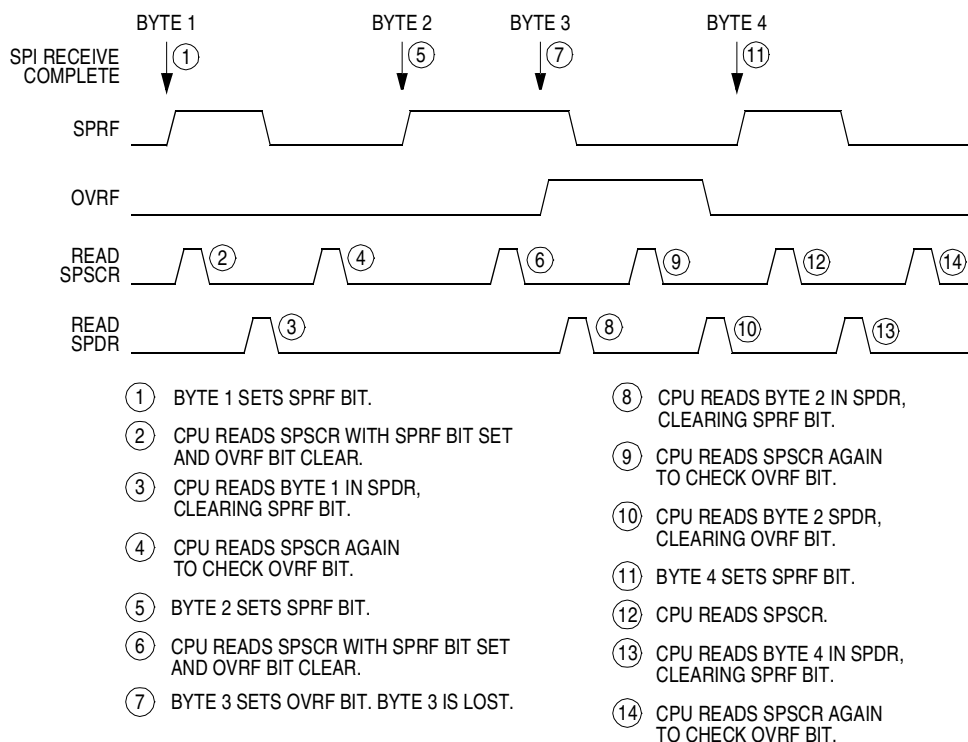 BYTE 1 BYTE 2 BYTE 3 BYTE 4
SPI RECEIVE
COMPLETE
1 5 7 11
SPRF
OVRF
READ
SPSCR
2 4 6 9 12 14
READ
SPDR
3 8 10 13
1 BYTE 1 SETS SPRF BIT.
2 CPU READS SPSCR WITH SPRF BIT SET
AND OVRF BIT CLEAR.
3 CPU READS BYTE 1 IN SPDR,
CLEARING SPRF BIT.
4 CPU READS SPSCR AGAIN
TO CHECK OVRF BIT.
5 BYTE 2 SETS SPRF BIT.
6 CPU READS SPSCR WITH SPRF BIT SET
AND OVRF BIT CLEAR.
7 BYTE 3 SETS OVRF BIT. BYTE 3 IS LOST.
8 CPU READS BYTE 2 IN SPDR,
CLEARING SPRF BIT.
9 CPU READS SPSCR AGAIN
TO CHECK OVRF BIT.
10 CPU READS BYTE 2 SPDR,
CLEARING OVRF BIT.
11 BYTE 4 SETS SPRF BIT.
12 CPU READS SPSCR.
13 CPU READS BYTE 4 IN SPDR,
CLEARING SPRF BIT.
14 CPU READS SPSCR AGAIN
TO CHECK OVRF BIT.